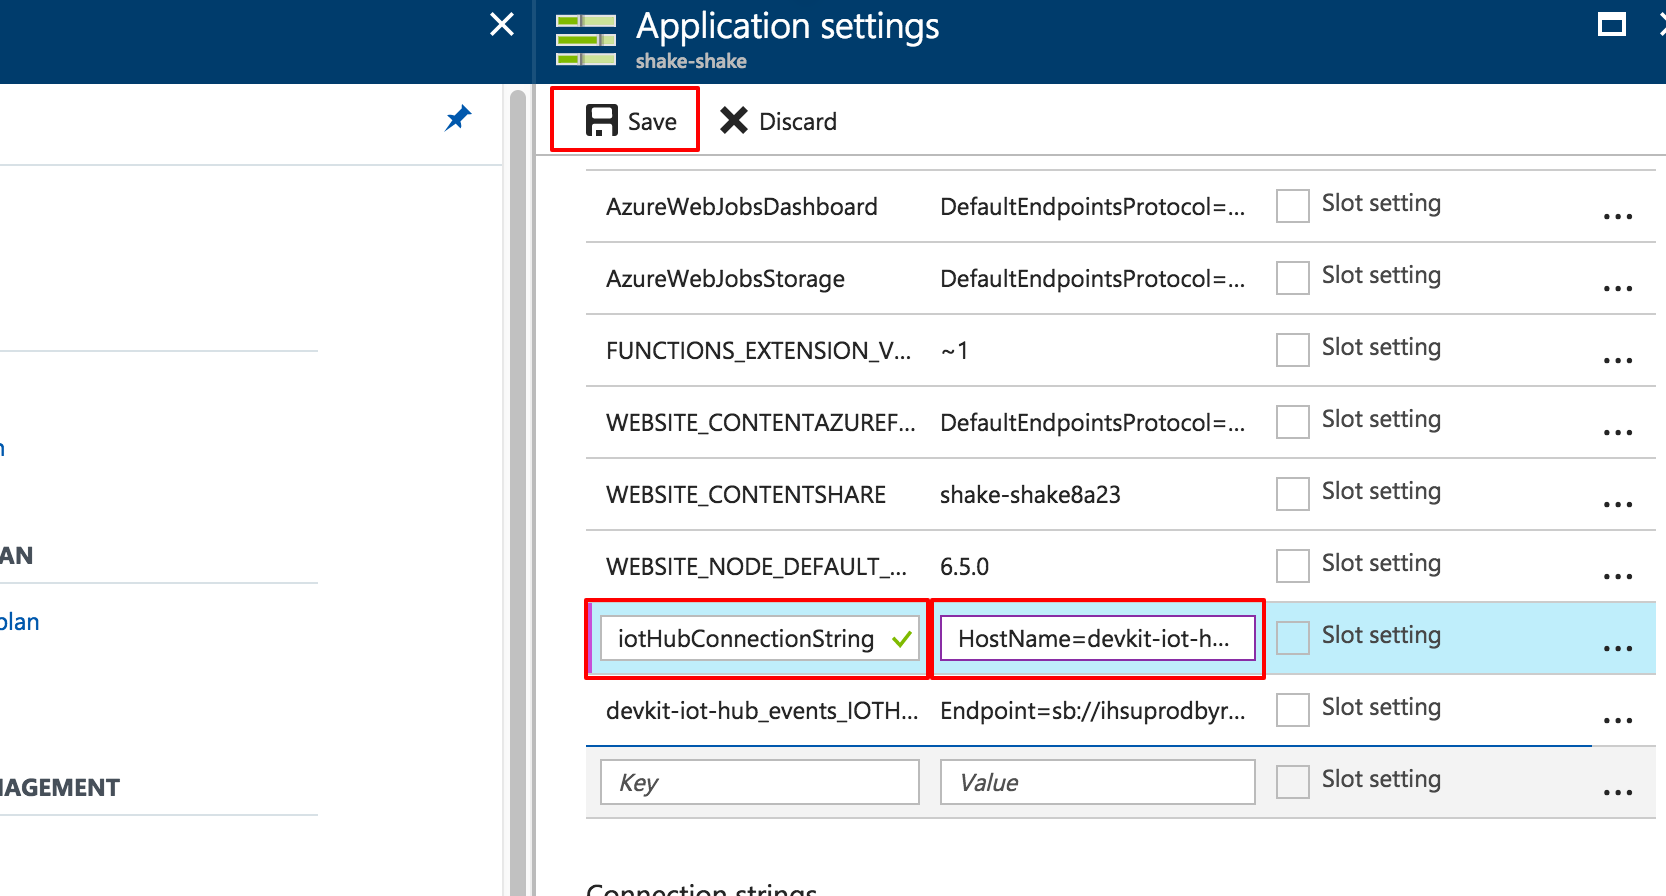 Application settings
shake-shake
Save
Discard
AzureWebJobsDashboard DefaultEndpointsProtocol=... Slot setting ...
AzureWebJobsStorage DefaultEndpointsProtocol=... Slot setting ...
FUNCTIONS_EXTENSION_V... ~1 Slot setting ...
WEBSITE_CONTENTAZUREF... DefaultEndpointsProtocol=... Slot setting ...
n
WEBSITE_CONTENTSHARE shake-shake8a23 Slot setting ...
AN
WEBSITE_NODE_DEFAULT_... 6.5.0 Slot setting ...
plan
iotHubConnectionString HostName=devkit-iot-h... Slot setting ...
devkit-iot-hub_events_IOTH... Endpoint=sb://ihsuprodbyr... Slot setting ...
NAGEMENT
Key Value Slot setting ...
Connection strings